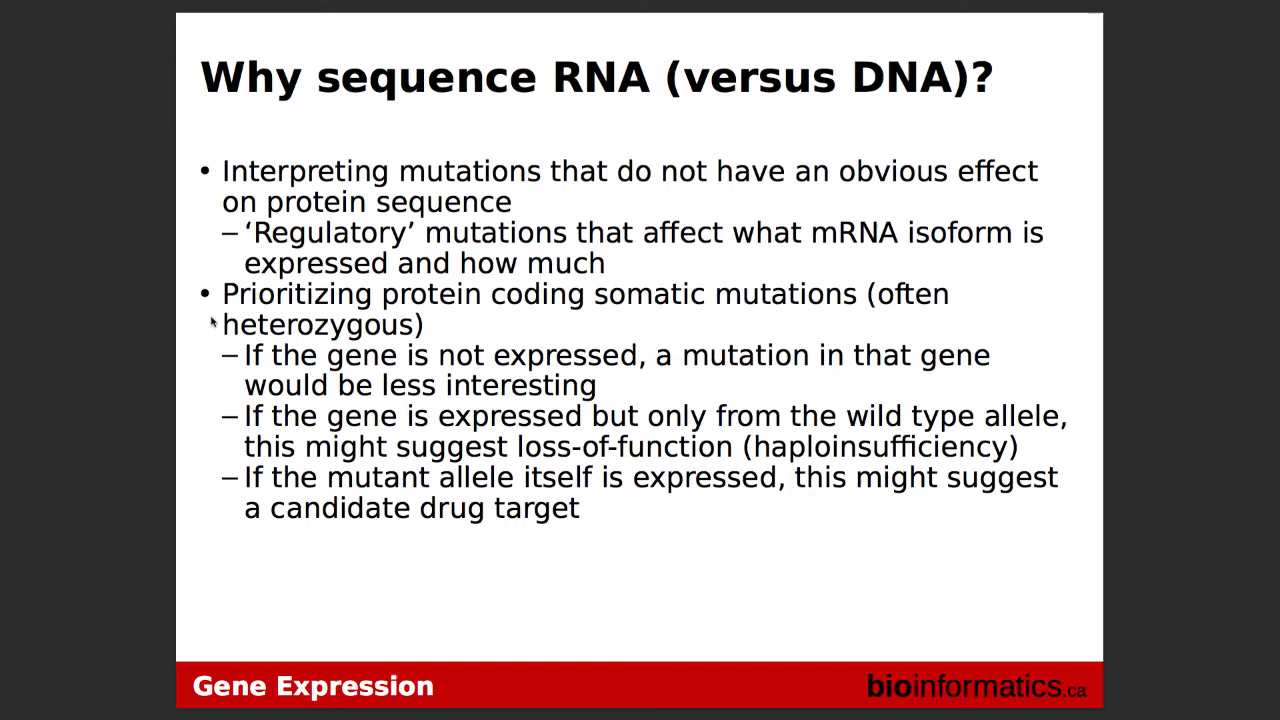 Why sequence RNA (versus DNA)?
• Interpreting mutations that do not have an obvious effect
on protein sequence
– ‘Regulatory’ mutations that affect what mRNA isoform is
expressed and how much
• Prioritizing protein coding somatic mutations (often
heterozygous)
– If the gene is not expressed, a mutation in that gene
would be less interesting
– If the gene is expressed but only from the wild type allele,
this might suggest loss-of-function (haploinsufficiency)
– If the mutant allele itself is expressed, this might suggest
a candidate drug target
Gene Expression
bioinformatics.ca